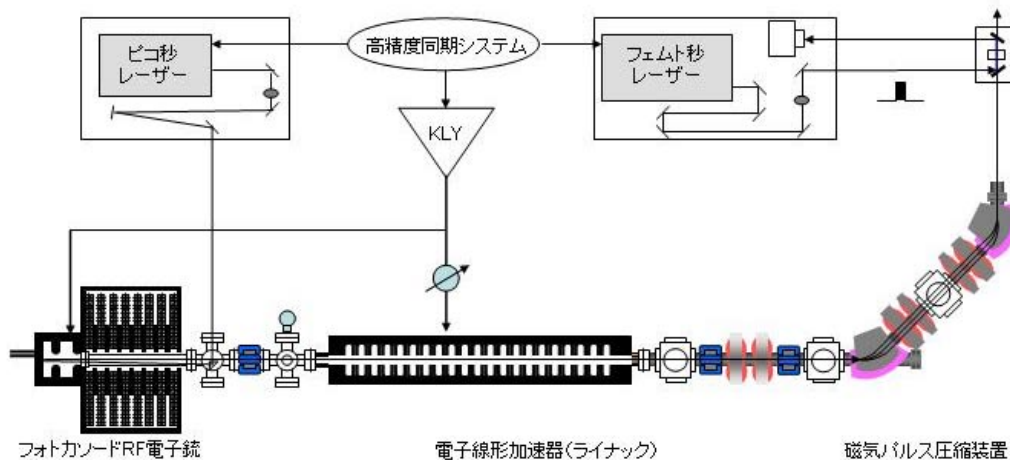 高精度同期システム
ピコ秒
レーザー
フェムト秒
レーザー
KLY
フォトカソードRF電子銃
電子線形加速器(ライナック)
磁気パルス圧縮装置